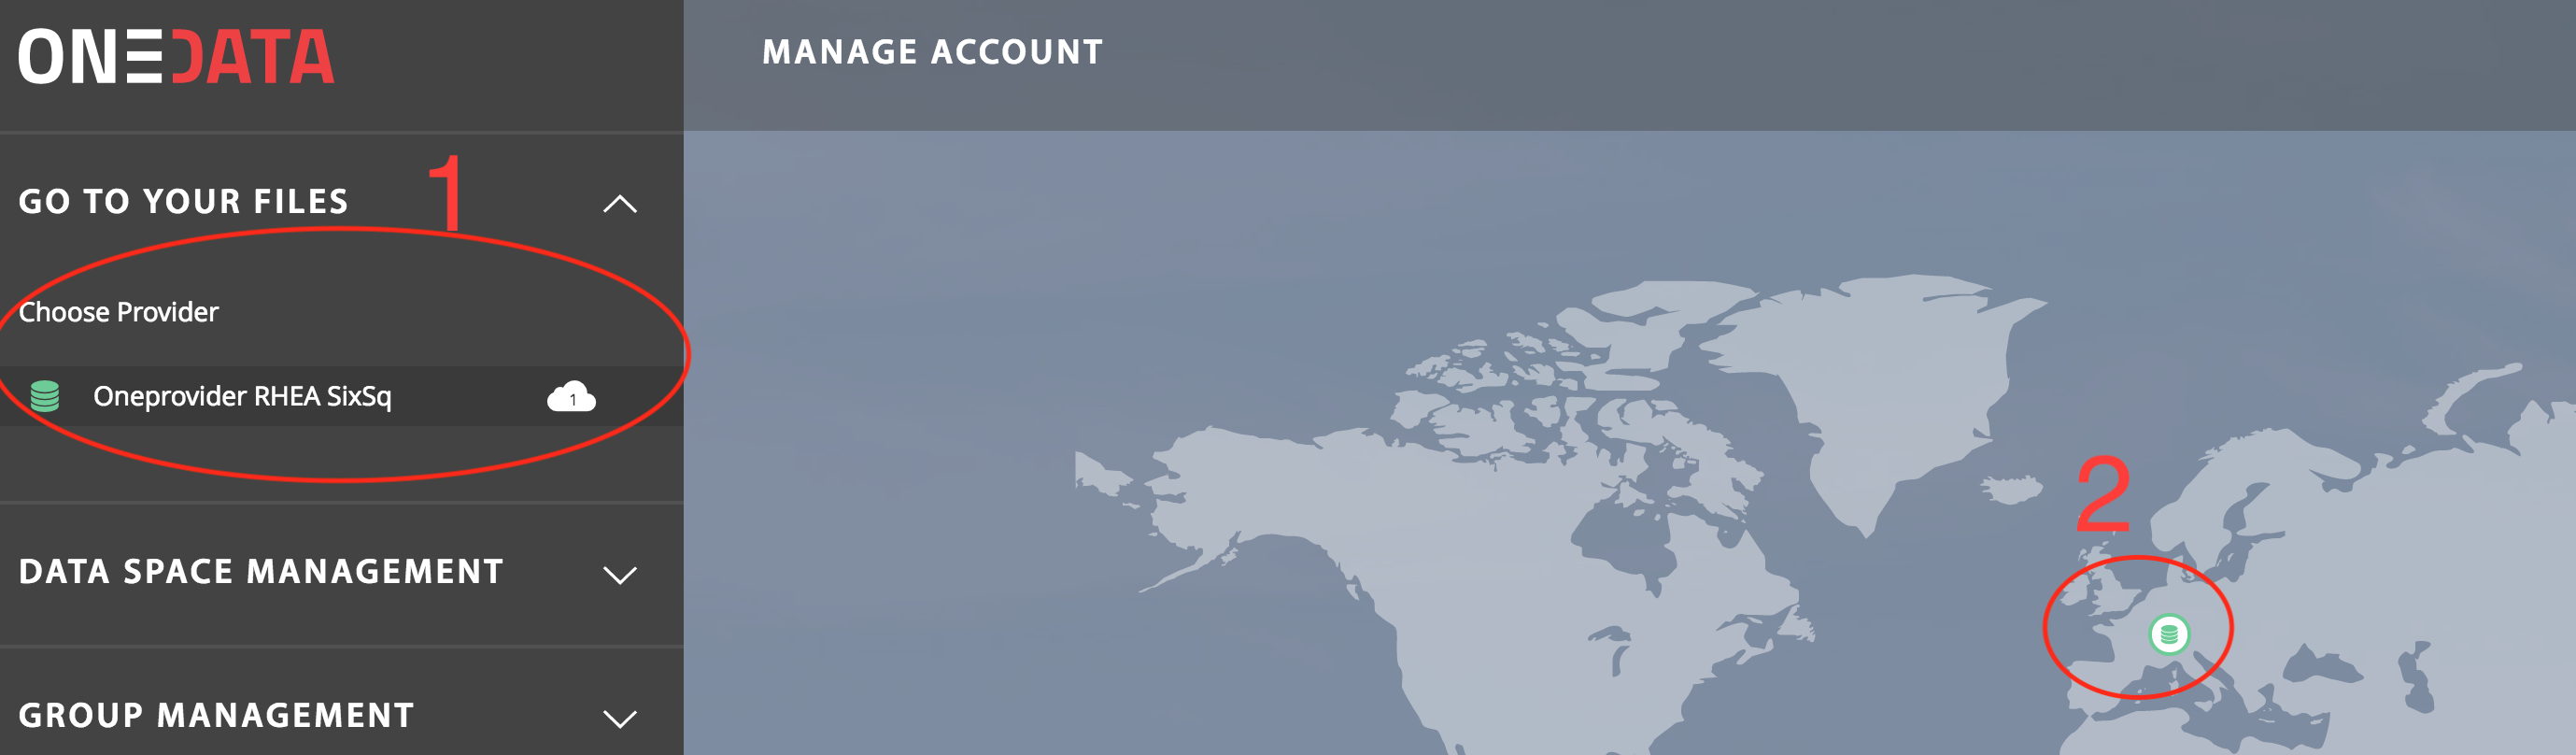 ONEDATA
MANAGE ACCOUNT
GO TO YOUR FILES
1
Choose Provider
Oneprovider RHEA SixSq
1
2
DATA SPACE MANAGEMENT
GROUP MANAGEMENT